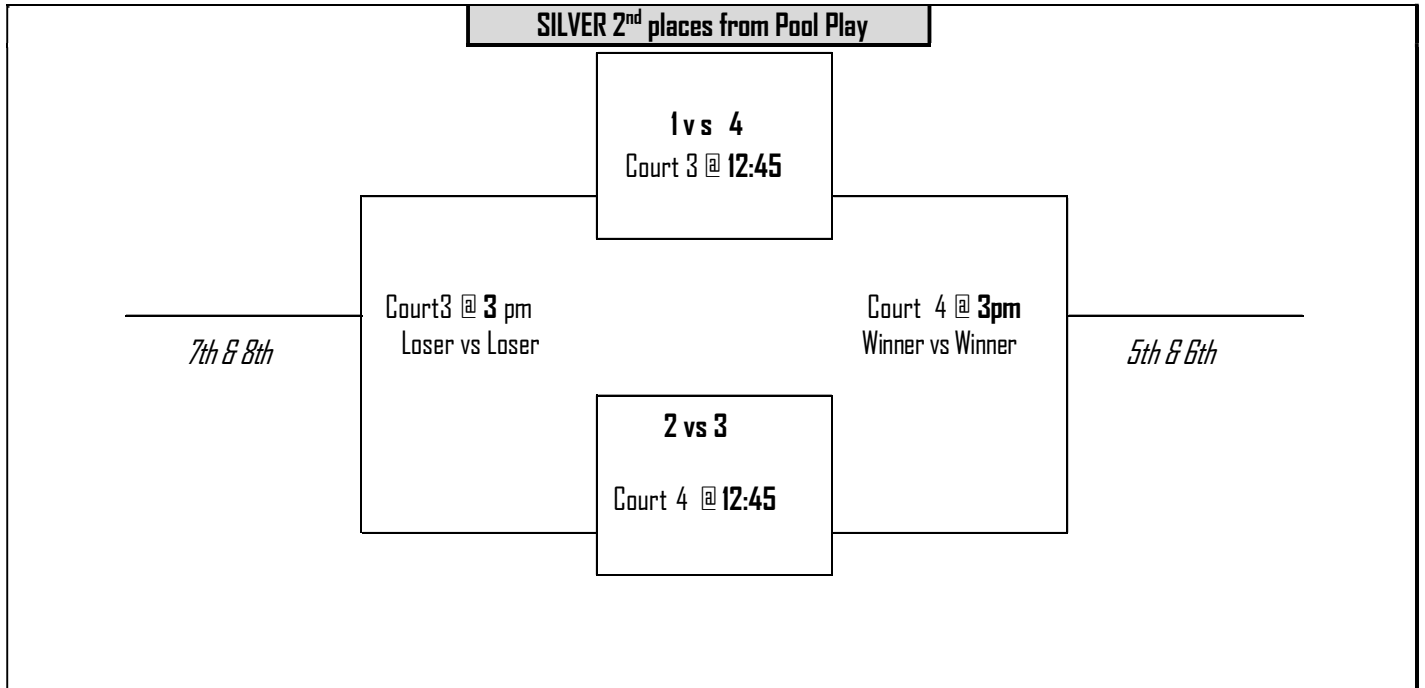 SILVER 2nd places from Pool Play
1 v s 4
Court 3 @ 12:45
Court3 @ 3 pm
Loser vs Loser
Court 4 @ 3pm
Winner vs Winner
7th & 8th
5th & 6th
2 vs 3
Court 4 @ 12:45